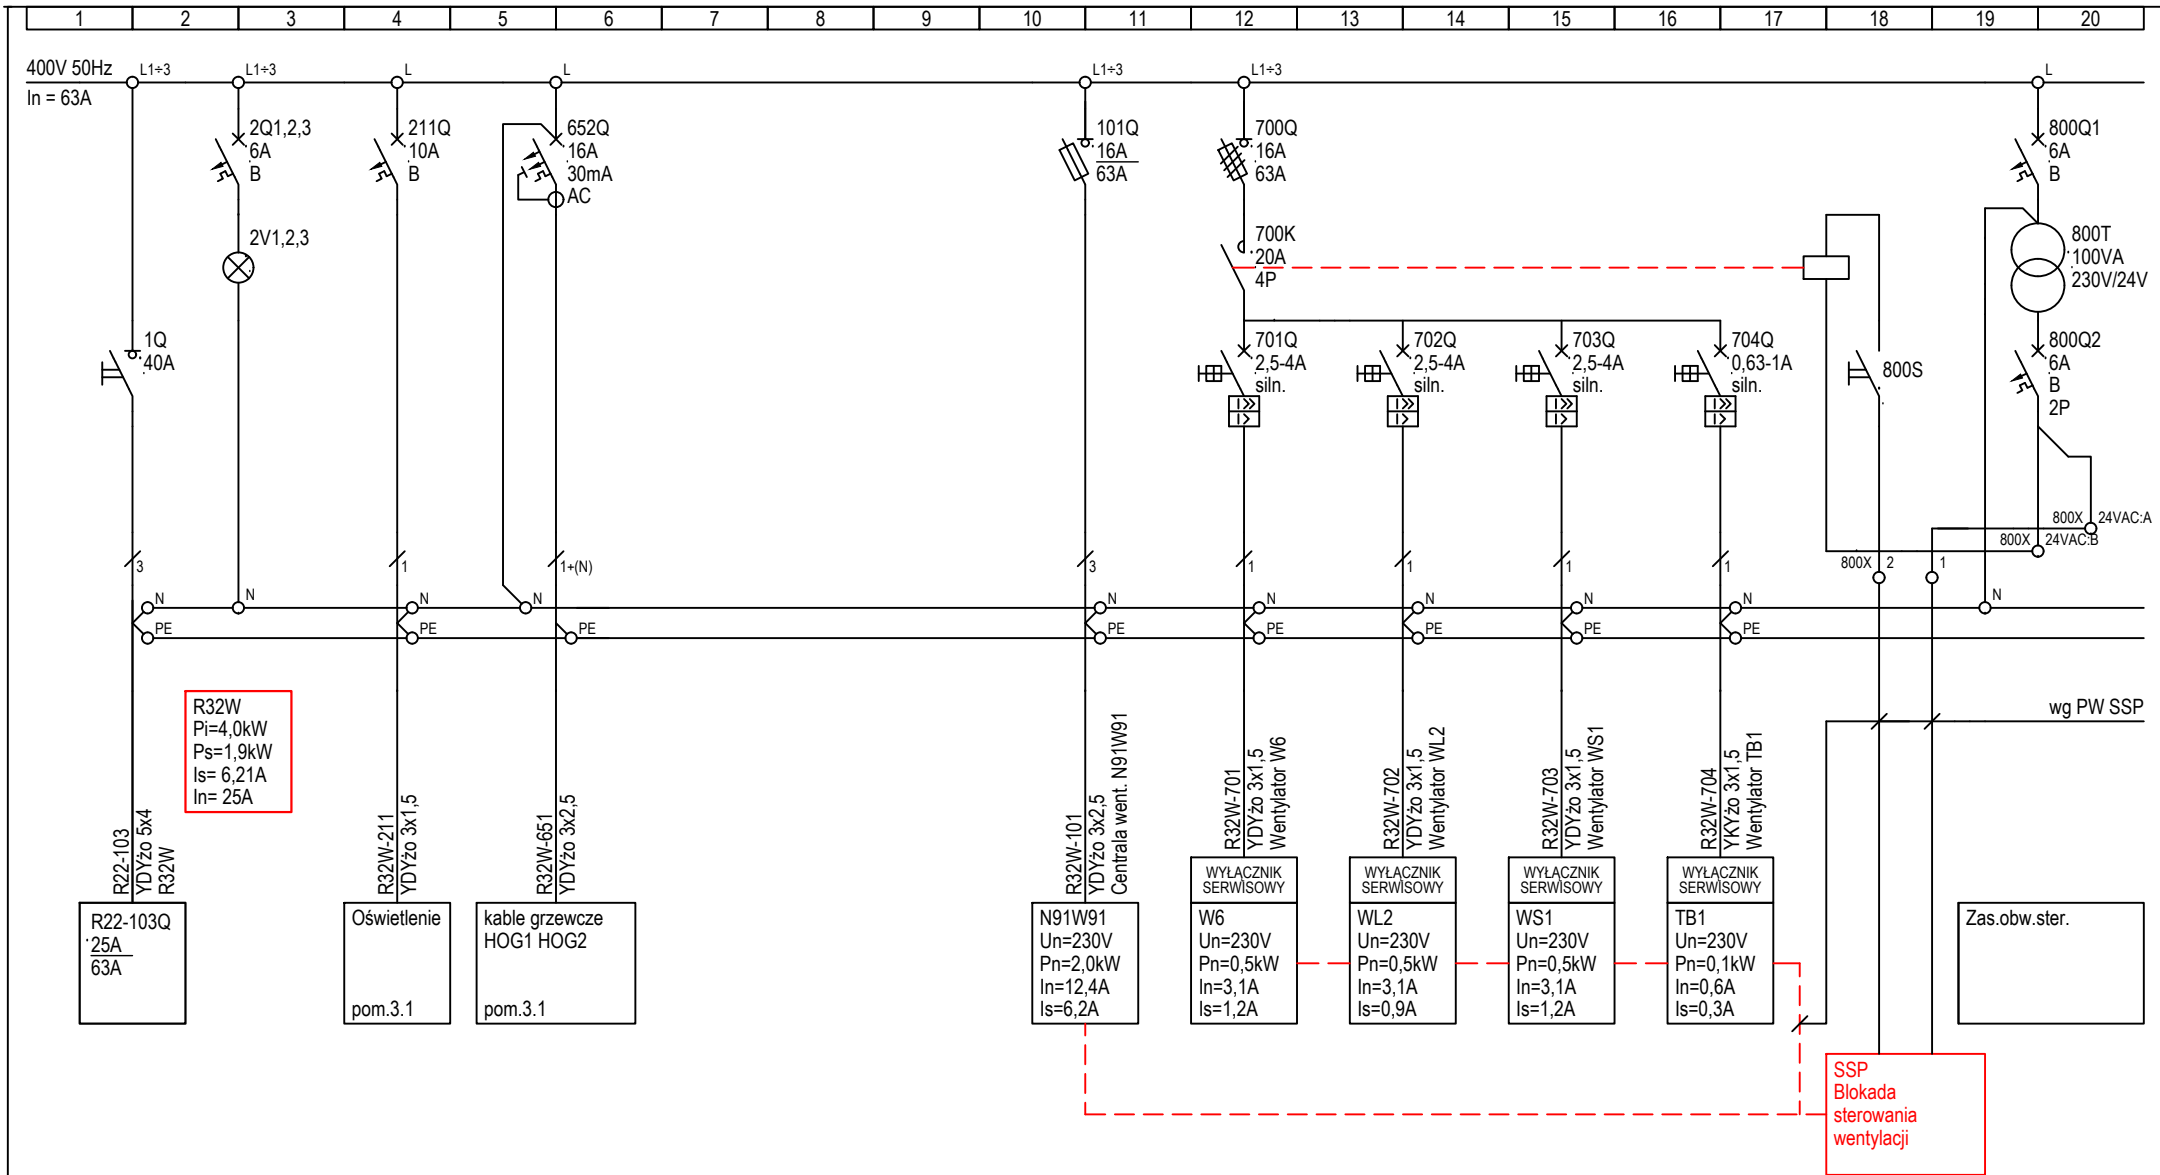 1 2 3 4 5 6 7 8 9 10 11 12 13 14 15 16 17 18 19 20
400V 50Hz
In = 63A
L1÷3
L1÷3
L
L
L1÷3
L1÷3
L
2Q1,2,3
6A
B
2V1,2,3
1Q
40A
211Q
10A
B
652Q
16A
30mA
AC
101Q
16A
63A
700Q
16A
63A
700K
20A
4P
701Q
2,5-4A
siln.
702Q
2,5-4A
siln.
703Q
2,5-4A
siln.
704Q
0,63-1A
siln.
800S
800Q1
6A
B
800T
100VA
230V/24V
800Q2
6A
B
2P
800X 24VAC:A
800X 24VAC:B
800X 2
1
3
1
1+(N)
3
1
1
1
1
N
N
N
N
N
N
N
N
N
N
PE
PE
PE
PE
PE
PE
PE
PE
wg PW SSP
R32W
Pi=4,0kW
Ps=1,9kW
Is= 6,21A
In= 25A
R22-103
YDYżo 5x4
R32W
R32W-211
YDYżo 3x1,5
R32W-651
YDYżo 3x2,5
R32W-101
YDYżo 3x2,5
Centrala went. N91W91
R32W-701
YDYżo 3x1,5
Wentylator W6
R32W-702
YDYżo 3x1,5
Wentylator WL2
R32W-703
YDYżo 3x1,5
Wentylator WS1
R32W-704
YKYżo 3x1,5
Wentylator TB1
R22-103Q
25A
63A
Oświetlenie
pom.3.1
kable grzewcze
HOG1 HOG2
pom.3.1
N91W91
Un=230V
Pn=2,0kW
In=12,4A
Is=6,2A
WYŁĄCZNIK
SERWISOWY
W6
Un=230V
Pn=0,5kW
In=3,1A
Is=1,2A
WYŁĄCZNIK
SERWISOWY
WL2
Un=230V
Pn=0,5kW
In=3,1A
Is=0,9A
WYŁĄCZNIK
SERWISOWY
WS1
Un=230V
Pn=0,5kW
In=3,1A
Is=1,2A
WYŁĄCZNIK
SERWISOWY
TB1
Un=230V
Pn=0,1kW
In=0,6A
Is=0,3A
Zas.obw.ster.
SSP
Blokada
sterowania
wentylacji